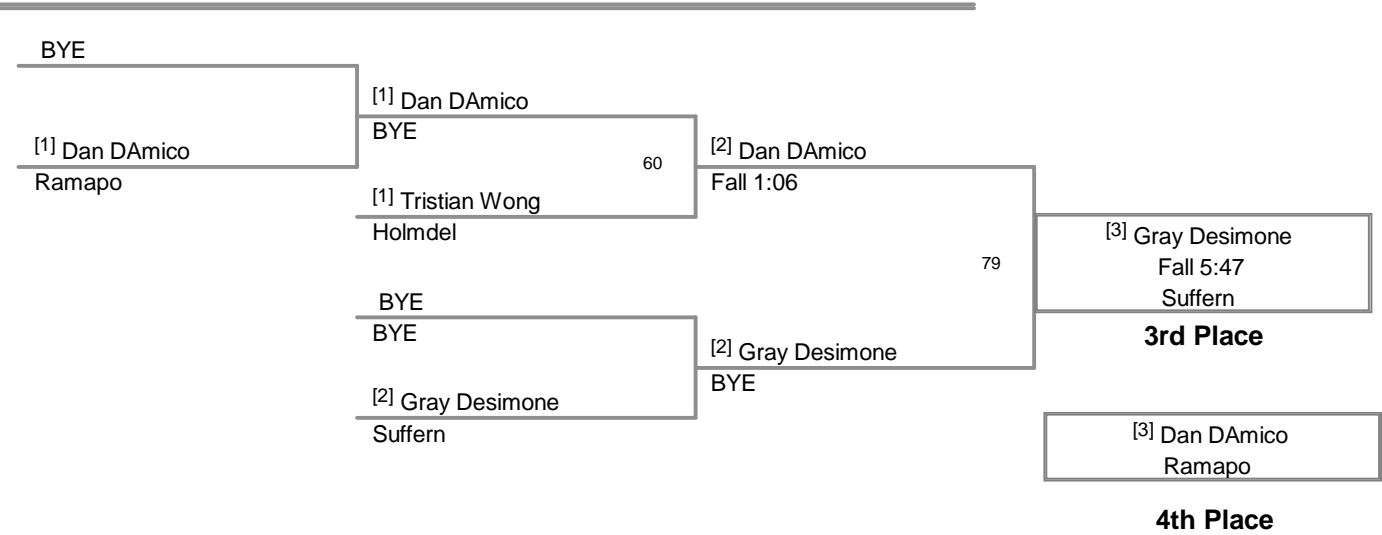 BYE
[1] Dan DAmico
Ramapo
[1] Dan DAmico
BYE
60
[1] Tristian Wong
Holmdel
BYE
BYE
[2] Gray Desimone
Suffern
[2] Dan DAmico
Fall 1:06
79
[2] Gray Desimone
BYE
[3] Gray Desimone
Fall 5:47
Suffern
3rd Place
[3] Dan DAmico
Ramapo
4th Place